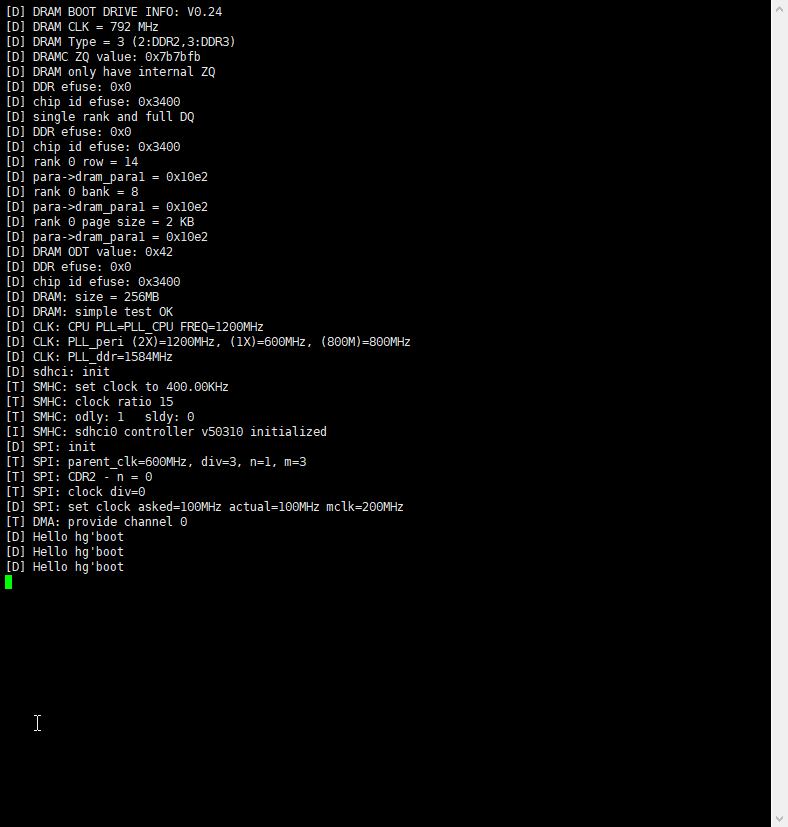 [D] DRAM BOOT DRIVE INFO: V0.24
[D] DRAM CLK = 792 MHz
[D] DRAM Type = 3 (2:DDR2,3:DDR3)
[D] DRAMC ZQ value: 0x7b7bfb
[D] DRAM only have internal ZQ
[D] DDR efuse: 0x0
[D] chip id efuse: 0x3400
[D] single rank and full DQ
[D] DDR efuse: 0x0
[D] chip id efuse: 0x3400
[D] rank 0 row = 14
[D] para->dram_para1 = 0x10e2
[D] rank 0 bank = 8
[D] para->dram_para1 = 0x10e2
[D] rank 0 page size = 2 KB
[D] para->dram_para1 = 0x10e2
[D] DRAM ODT value: 0x42
[D] DDR efuse: 0x0
[D] chip id efuse: 0x3400
[D] DRAM: size = 256MB
[D] DRAM: simple test OK
[D] CLK: CPU PLL=PLL_CPU FREQ=1200MHz
[D] CLK: PLL_peri (2X)=1200MHz, (1X)=600MHz, (800M)=800MHz
[D] CLK: PLL_ddr=1584MHz
[D] sdhci: init
[T] SMHC: set clock to 400.00KHz
[T] SMHC: clock ratio 15
[T] SMHC: odly: 1   sldy: 0
[I] SMHC: sdhci0 controller v50310 initialized
[D] SPI: init
[T] SPI: parent_clk=600MHz, div=3, n=1, m=3
[T] SPI: CDR2 - n = 0
[T] SPI: clock div=0
[D] SPI: set clock asked=100MHz actual=100MHz mclk=200MHz
[T] DMA: provide channel 0
[D] Hello hg'boot
[D] Hello hg'boot
[D] Hello hg'boot